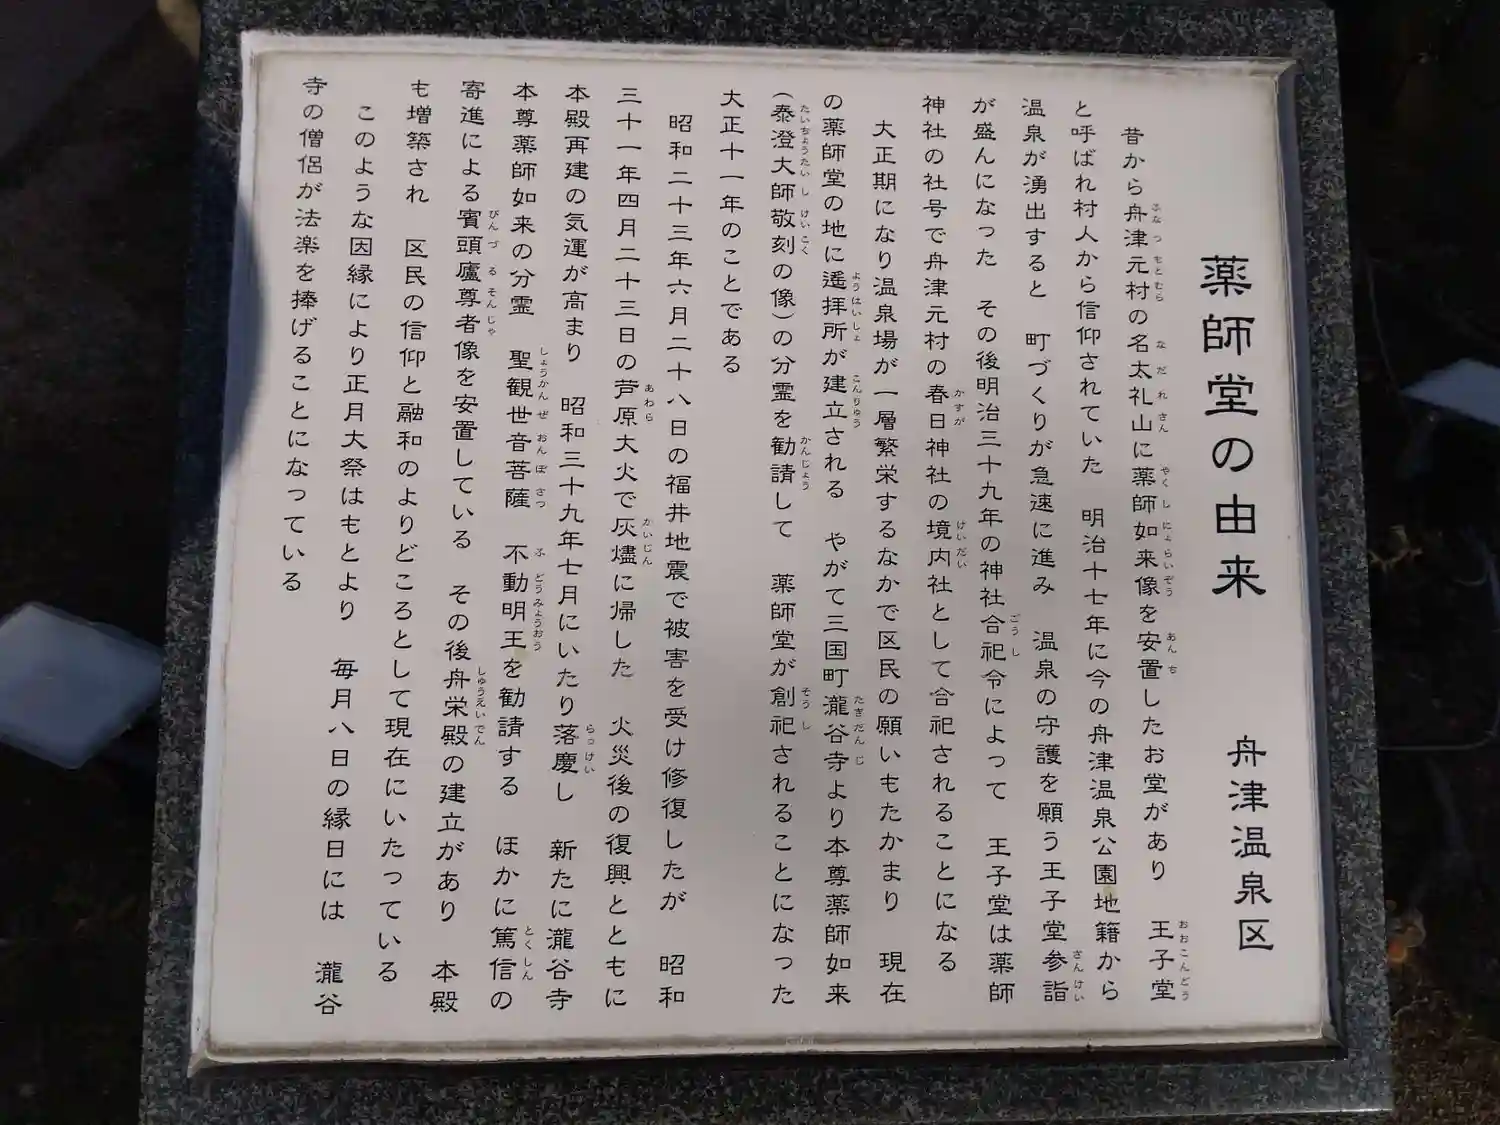 薬師堂の由来
舟津温泉区
昔から舟津元村の名太礼山に薬師如来像を安置したお堂があり　王子堂
と呼ばれ村人から信仰されていた　明治十七年に今の舟津温泉公園地籍から
温泉が湧出すると　町づくりが急速に進み　温泉の守護を願う王子堂参詣
が盛んになった　その後明治三十九年の神社合祀令によって　王子堂は薬師
神社の社号で舟津元村の春日神社の境内社として合祀されることになる
大正期になり温泉場が一層繁栄するなかで区民の願いもたかまり　現在
の薬師堂の地に遙拝所が建立される　やがて三国町瀧谷寺より本尊薬師如来
（泰澄大師敬刻の像）の分霊を勧請して　薬師堂が創祀されることになった
大正十一年のことである
昭和二十三年六月二十八日の福井地震で被害を受け修復したが　昭和
三十一年四月二十三日の芦原大火で灰燼に帰した　火災後の復興とともに
本殿再建の気運が高まり　昭和三十九年七月にいたり落慶し　新たに瀧谷寺
本尊薬師如来の分霊　聖観世音菩薩　不動明王を勧請する　ほかに篤信の
寄進による賓頭廬尊者像を安置している　その後舟栄殿の建立があり　本殿
も増築され　区民の信仰と融和のよりどころとして現在にいたっている
このような因縁により正月大祭はもとより　毎月八日の縁日には　瀧谷
寺の僧侶が法楽を捧げることになっている